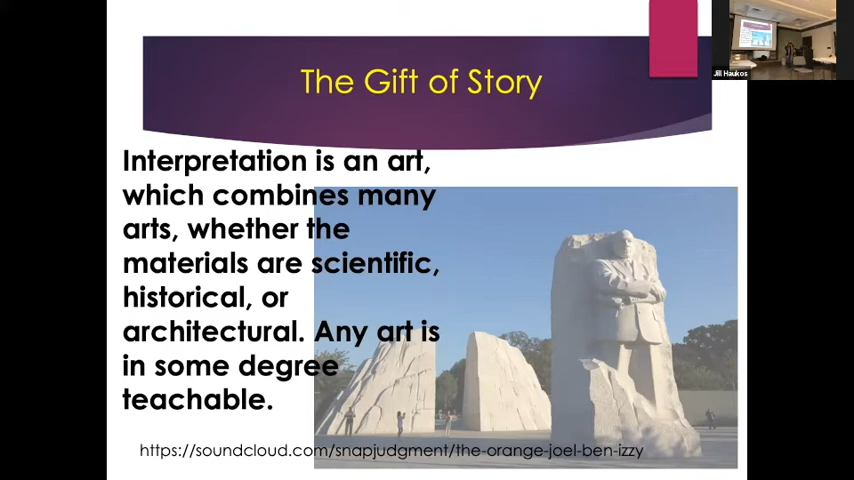 The Gift of Story
Jill Haukos
Interpretation is an art,
which combines many
arts, whether the
materials are scientific,
historical, or
architectural. Any art is
in some degree
teachable.
https://soundcloud.com/snapjudgment/the-orange-joel-ben-izzy